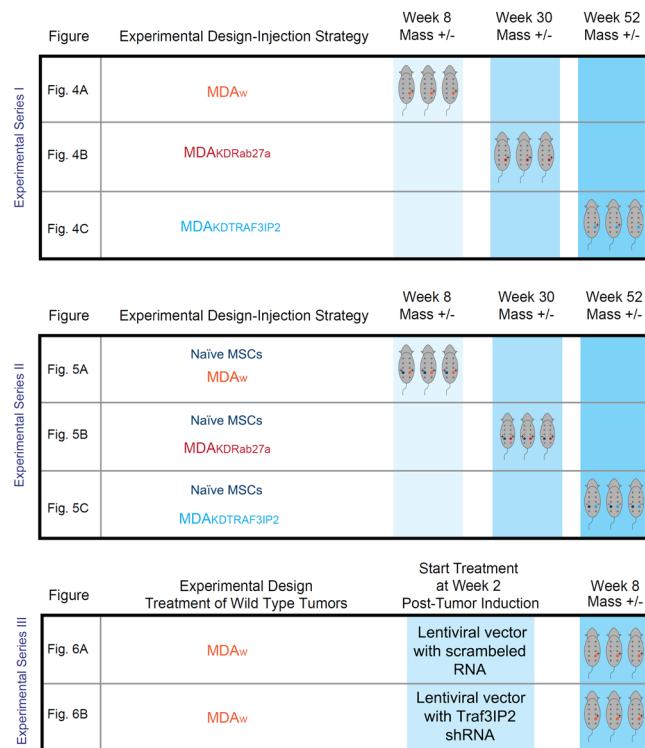 Experimental Series I
Figure
Experimental Design-Injection Strategy
Week 8
Mass +/-
Week 30
Mass +/-
Week 52
Mass +/-
Fig. 4A
MDAW
Fig. 4B
MDAKDRab27a
Fig. 4C
MDAKDTRAF3IP2
Experimental Series II
Figure
Experimental Design-Injection Strategy
Week 8
Mass +/-
Week 30
Mass +/-
Week 52
Mass +/-
Fig. 5A
Naïve MSCs
MDAW
Fig. 5B
Naïve MSCs
MDAKDRab27a
Fig. 5C
Naïve MSCs
MDAKDTRAF3IP2
Experimental Series III
Figure
Experimental Design
Treatment of Wild Type Tumors
Start Treatment
at Week 2
Post-Tumor Induction
Week 8
Mass +/-
Fig. 6A
MDAW
Lentiviral vector
with scrambeled
RNA
Fig. 6B
MDAW
Lentiviral vector
with Traf3IP2
shRNA